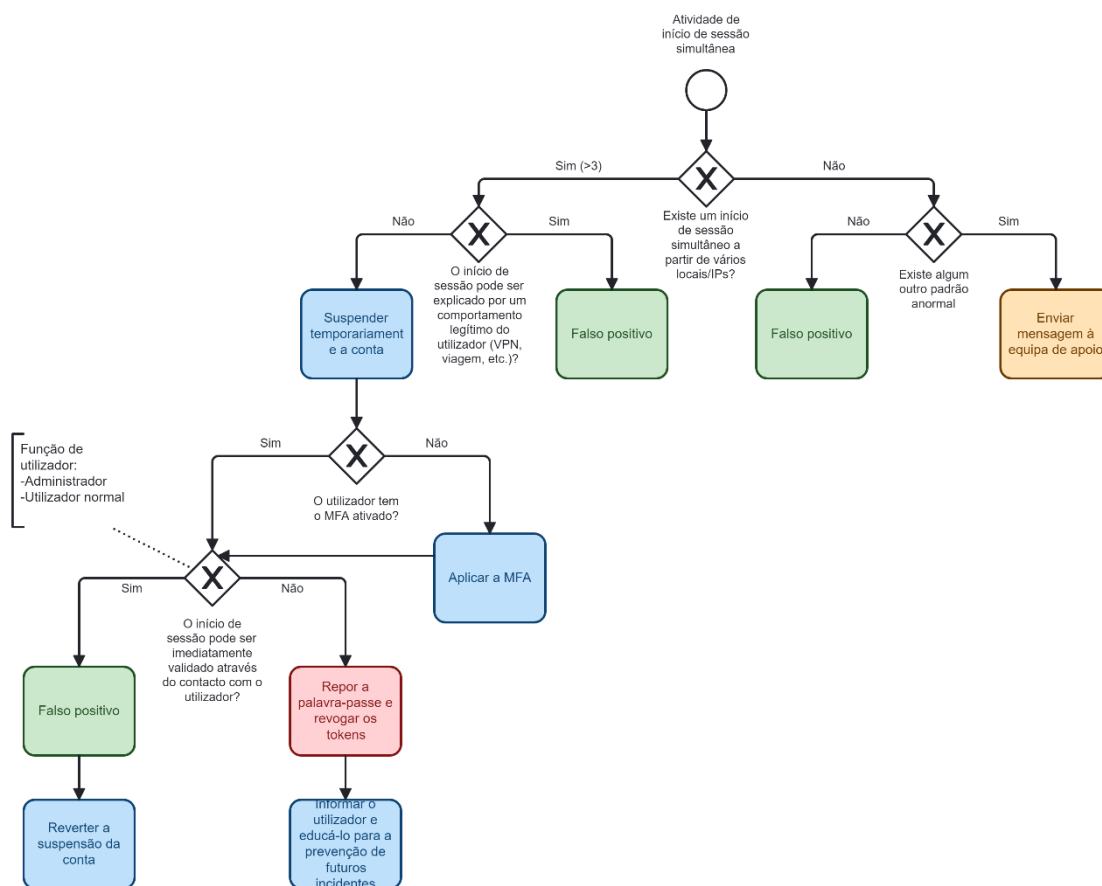 Atividade de
início de sessão
simultânea
Sim (>3)
Não
Existe um início
de sessão
simultâneo a
partir de vários
locais/IPs?
Não
Sim
O início de
sessão pode ser
explicado por um
comportamento
legítimo do
utilizador (VPN,
viagem, etc.)?
Não
Sim
Existe algum
outro padrão
anormal
Suspender
temporariament
e a conta
Falso positivo
Falso positivo
Enviar
mensagem à
equipa de apoio
Sim
Não
O utilizador tem
o MFA ativado?
Função de
utilizador:
-Administrador
-Utilizador normal
Aplicar a MFA
Sim
Não
O início de
sessão pode ser
imediatamente
validado através
do contacto com o
utilizador?
Falso positivo
Repor a
palavra-passe e
revogar os
tokens
Reverter a
suspensão da
conta
Informar o
utilizador e
educá-lo para a
prevenção de
futuros
incidentes